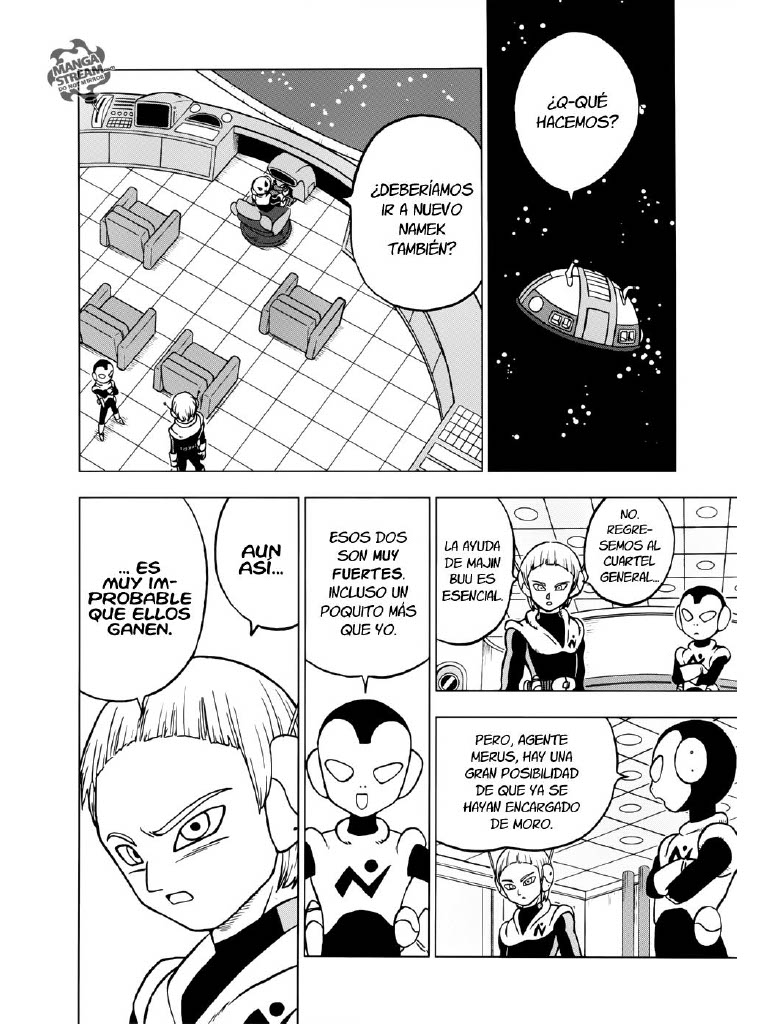 ¿Q-QUÉ
HACEMOS?
¿DEBERÍAMOS
IR A NUEVO
NAMEK
TAMBIÉN?
NO.
REGRE-
SEMOS AL
CUARTEL
GENERAL...
LA AYUDA
DE MAJIN
BUU ES
ESENCIAL.
PERO, AGENTE
MERUS, HAY UNA
GRAN POSIBILIDAD
DE QUE YA SE
HAYAN ENCARGADO
DE MORO.
ESOS DOS
SON MUY
FUERTES.
INCLUSO UN
POQUITO MÁS
QUE YO.
AUN
ASÍ...
... ES
MUY IM-
PROBABLE
QUE ELLOS
GANEN.
MANGA
STREAM.com